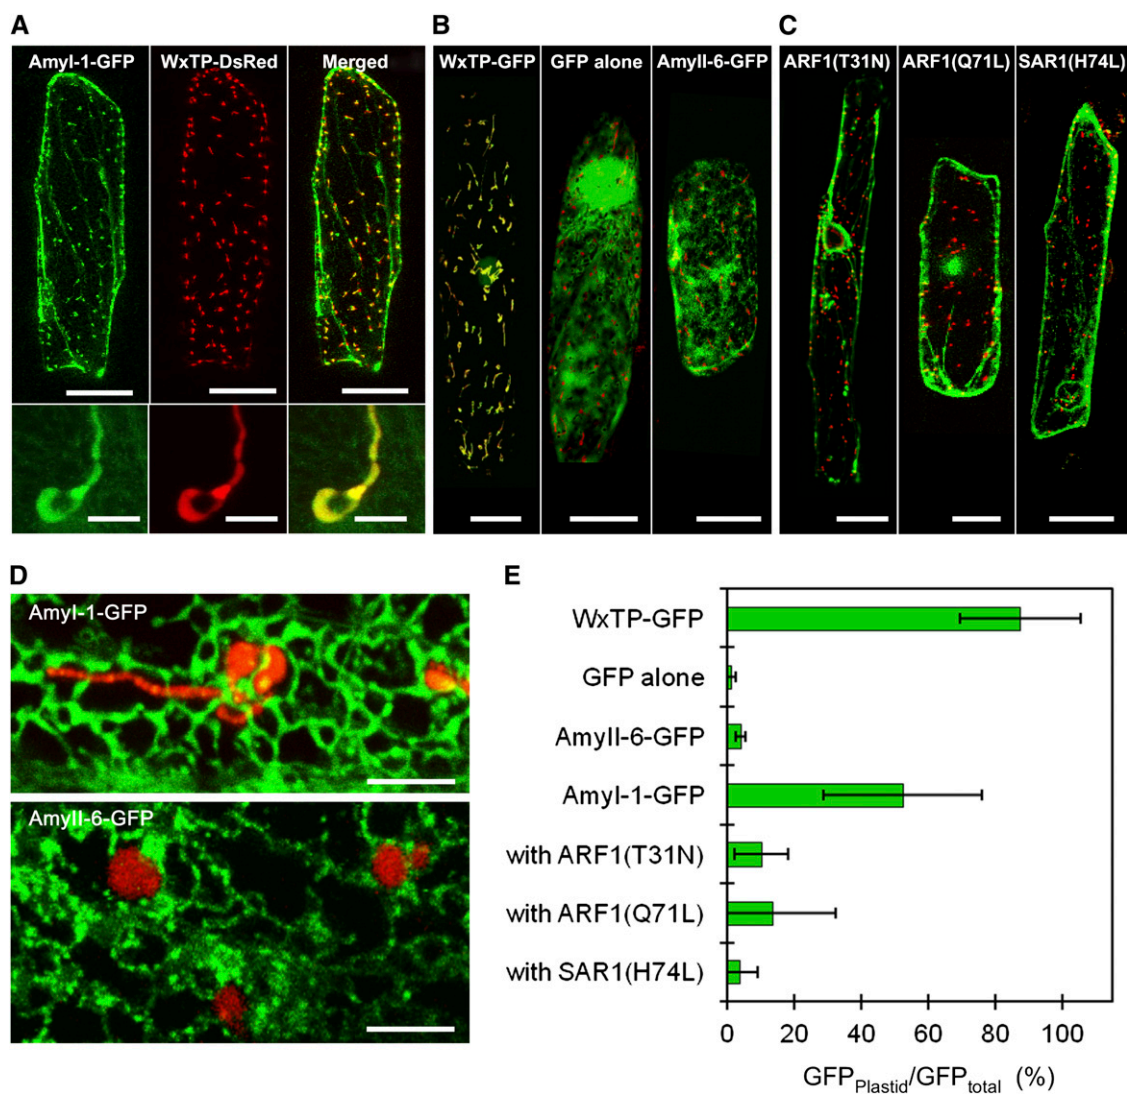 A
AmyI-1-GFP
WxTP-DsRed
Merged
B
WxTP-GFP
GFP alone
AmyII-6-GFP
C
ARF1(T31N)
ARF1(Q71L)
SAR1(H74L)
D
AmyI-1-GFP
AmyII-6-GFP
E
WxTP-GFP
GFP alone
AmyII-6-GFP
AmyI-1-GFP
with ARF1(T31N)
with ARF1(Q71L)
with SAR1(H74L)
0 20 40 60 80 100
GFPPlastid/GFPtotal (%)